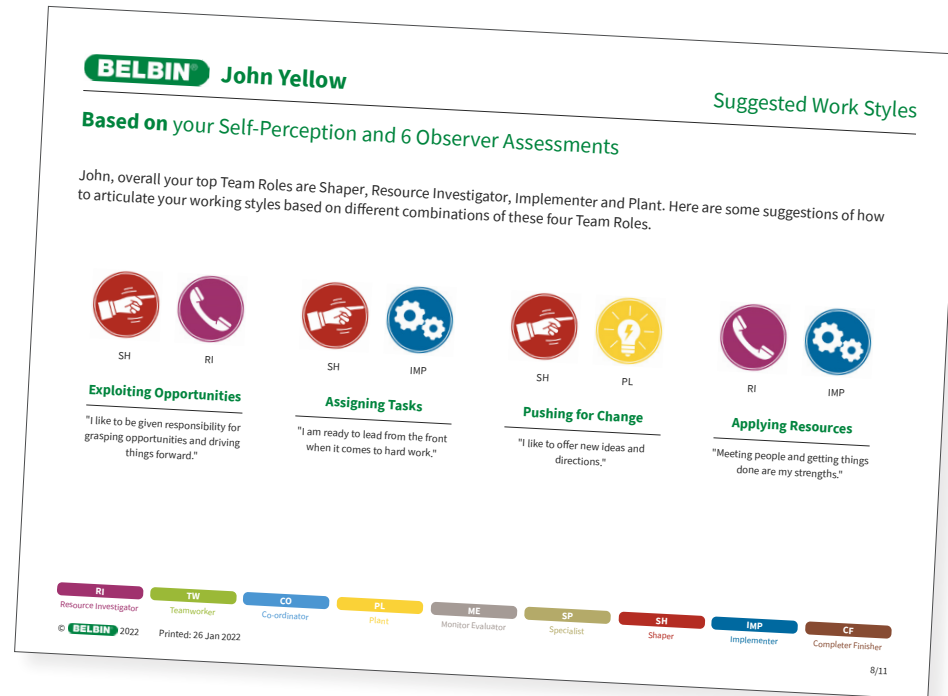 BELBIN® John Yellow
Suggested Work Styles
Based on your Self-Perception and 6 Observer Assessments
John, overall your top Team Roles are Shaper, Resource Investigator, Implementer and Plant. Here are some suggestions of how
to articulate your working styles based on different combinations of these four Team Roles.
SH RI
Exploiting Opportunities
"I like to be given responsibility for
grasping opportunities and driving
things forward."
SH IMP
Assigning Tasks
"I am ready to lead from the front
when it comes to hard work."
SH PL
Pushing for Change
"I like to offer new ideas and
directions."
RI IMP
Applying Resources
"Meeting people and getting things
done are my strengths."
RI TW CO PL ME SP SH IMP CF
Resource Investigator Teamworker Co-ordinator Plant Monitor Evaluator Specialist Shaper Implementer Completer Finisher
© BELBIN® 2022 Printed: 26 Jan 2022
8/11